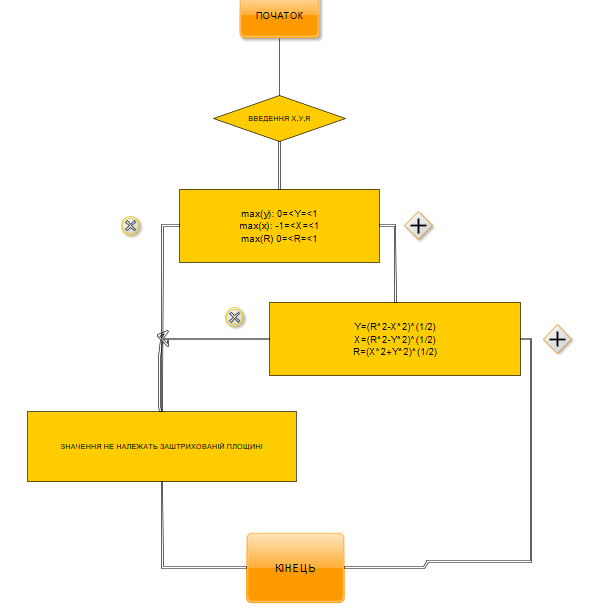 ПОЧАТОК
ВВЕДЕННЯ X,У,R
max(y): 0=<Y=<1
max(x): -1=<X=<1
max(R) 0=<R=<1
Y=(R^2-X^2)^(1/2)
X=(R^2-Y^2)^(1/2)
R=(X^2+Y^2)^(1/2)
ЗНАЧЕННЯ НЕ НАЛЕЖАТЬ ЗАШТРИХОВАНІЙ ПЛОЩИНІ
КІНЕЦЬ